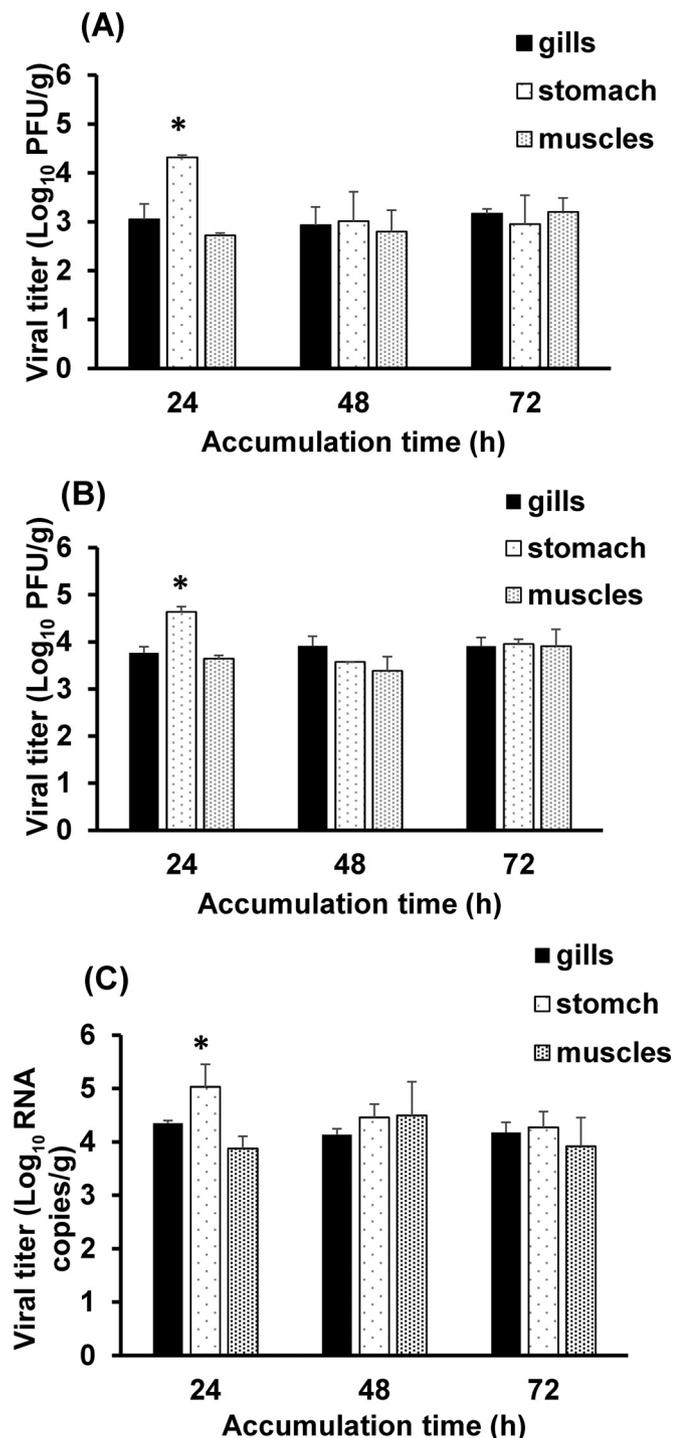 (A)
gills
stomach
muscles
Viral titer (Log₁₀ PFU/g)
6
5
4
3
2
1
0
*
24 48 72
Accumulation time (h)
(B)
gills
stomach
muscles
Viral titer (Log₁₀ PFU/g)
6
5
4
3
2
1
0
*
24 48 72
Accumulation time (h)
(C)
gills
stomch
muscles
Viral titer (Log₁₀ RNA
copies/g)
6
5
4
3
2
1
0
*
24 48 72
Accumulation time (h)